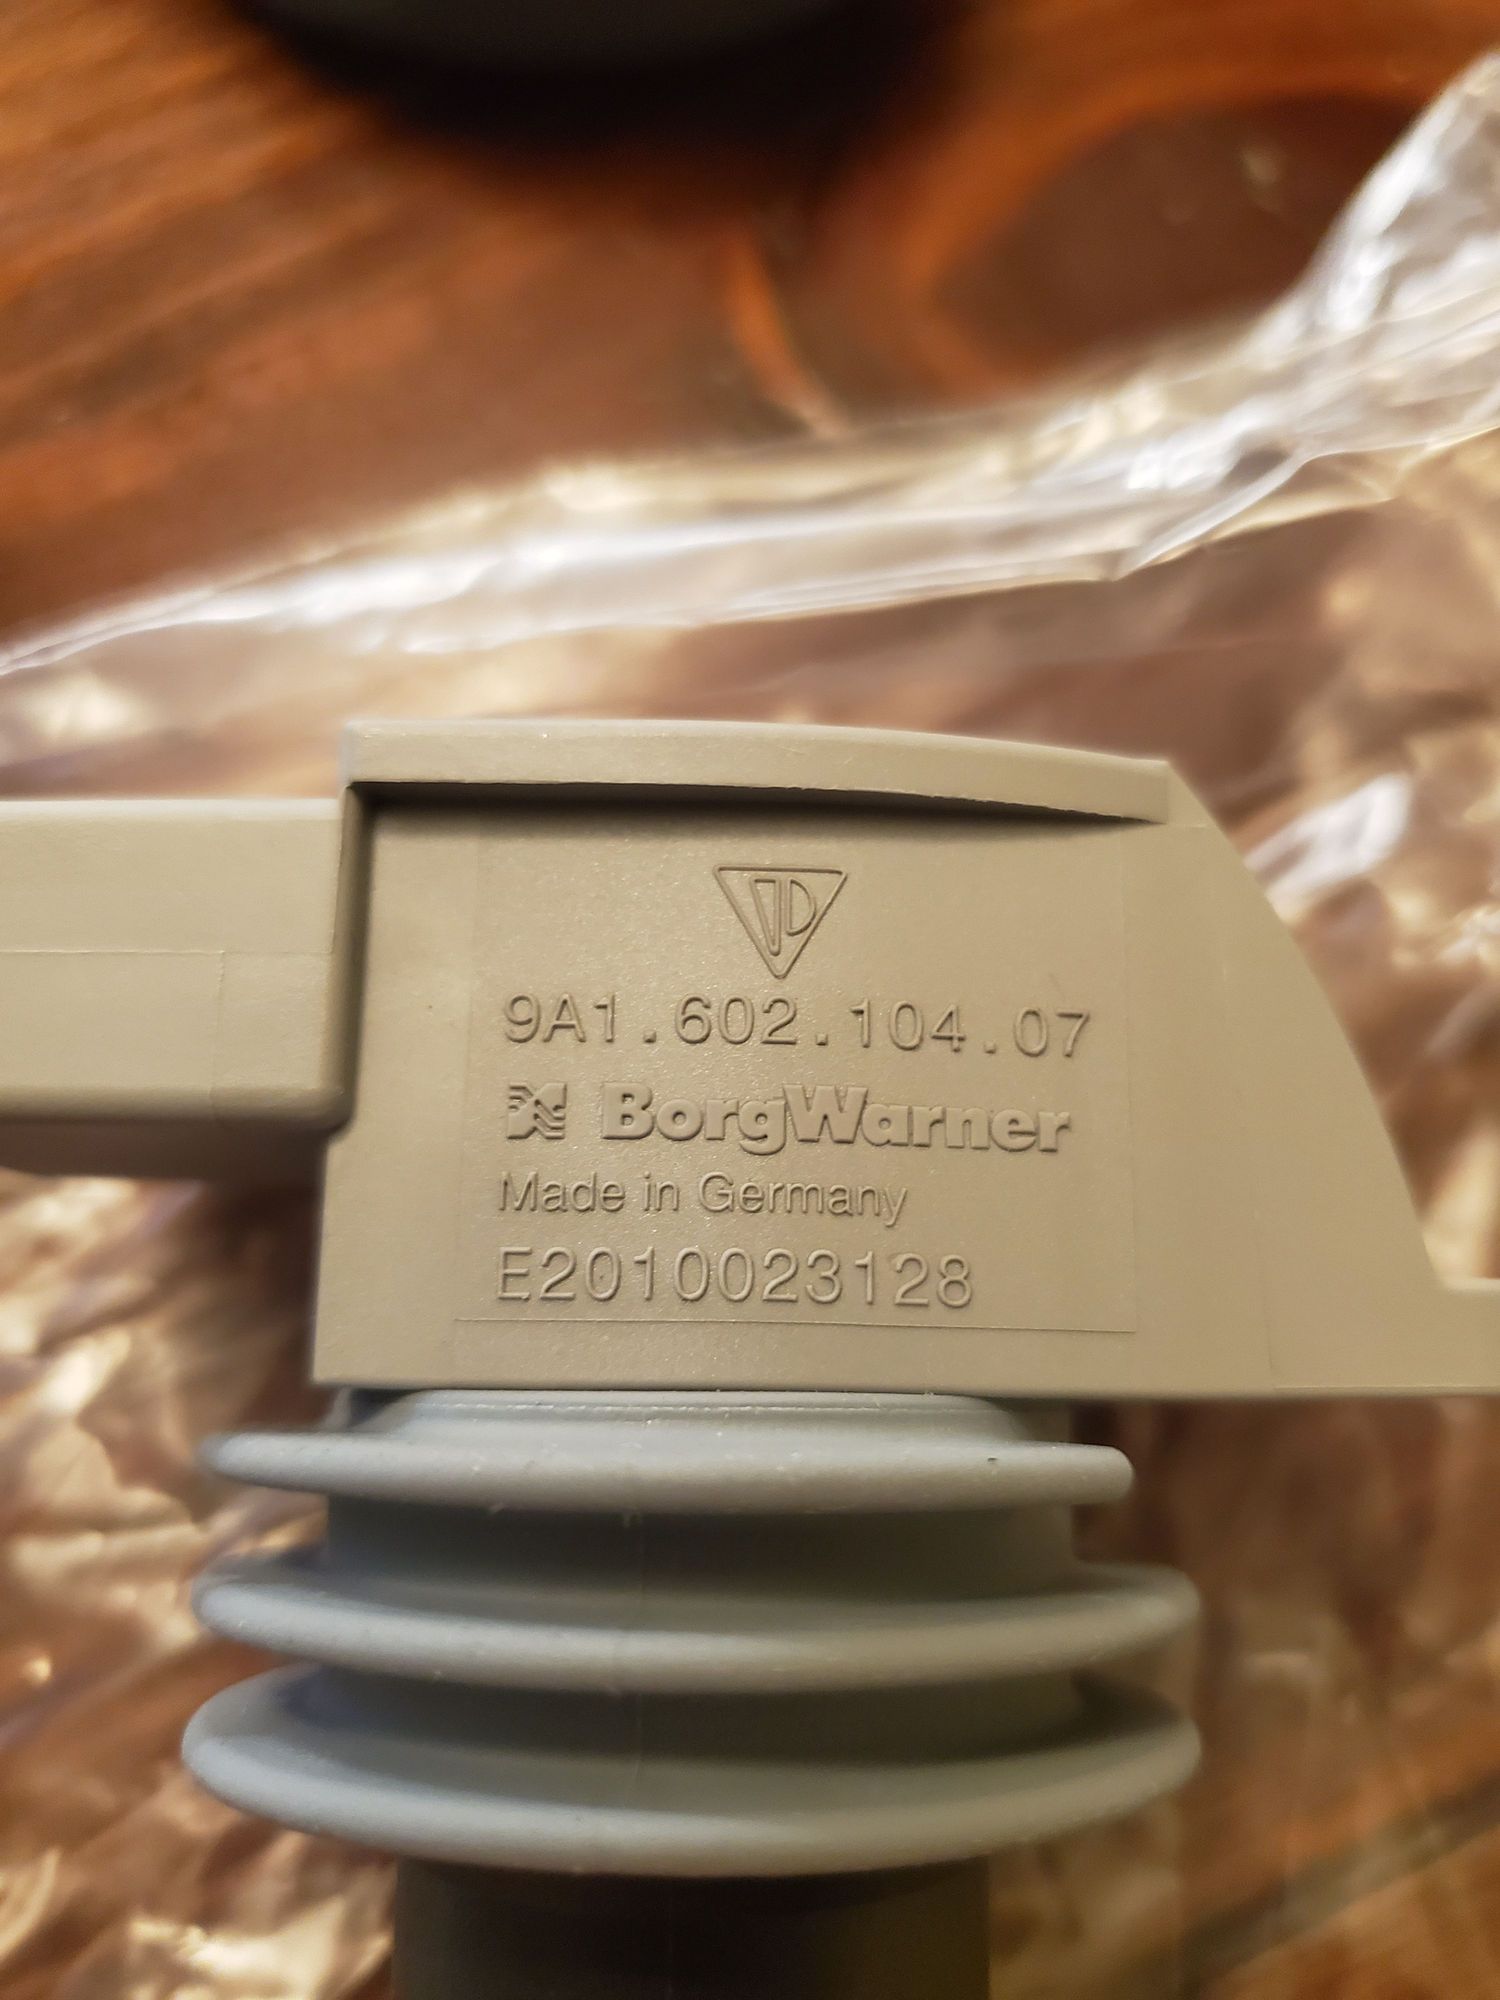 9A1.602.104.07
BorgWarner
Made in Germany
E2010023128